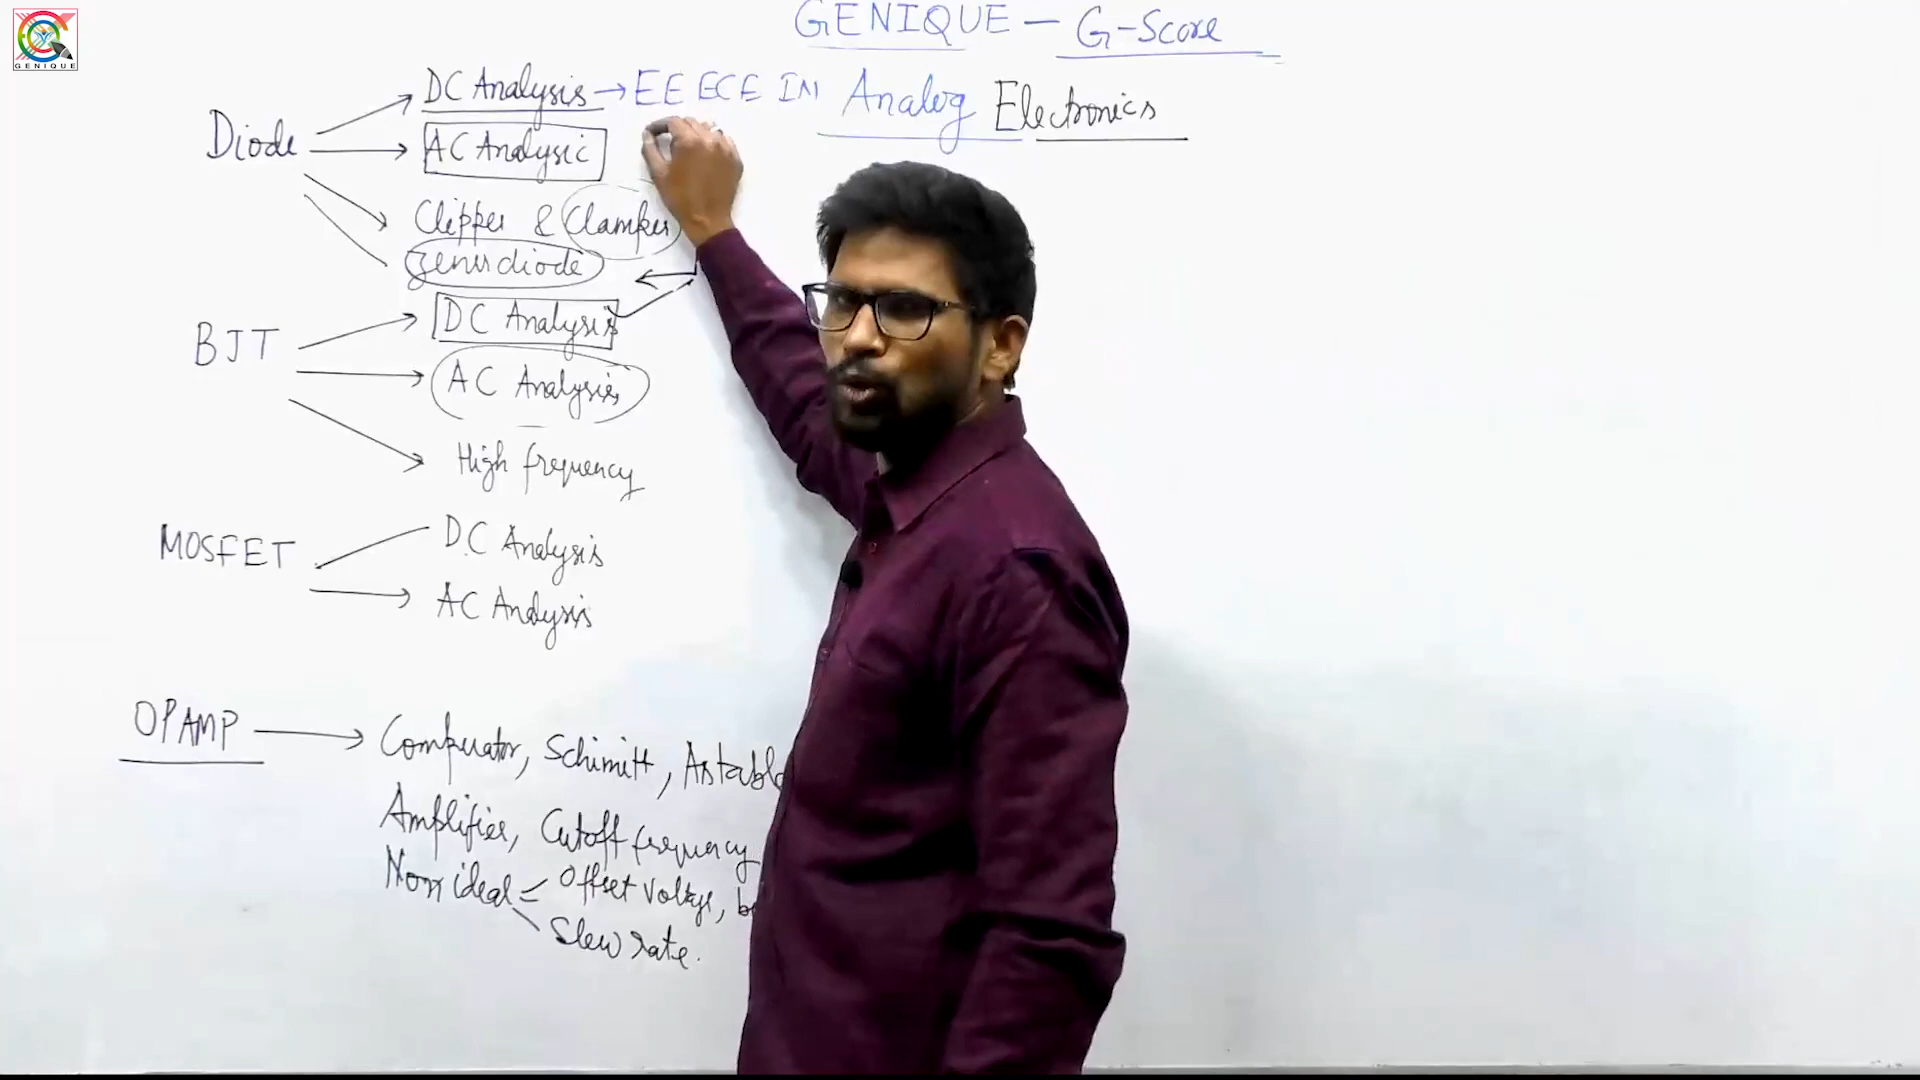 GENIQUE
GENIQUE - G-Score
Analog Electronics
Diode
DC Analysis → EE ECE IN
AC Analysis
Clipper & Clamper
Zener diode
BJT
DC Analysis
AC Analysis
High frequency
MOSFET
DC Analysis
AC Analysis
OPAMP → Comperator, Schimitt, Astable
Amplifier, Cutoff frequency
Non ideal
Offset voltage,
Slew rate.